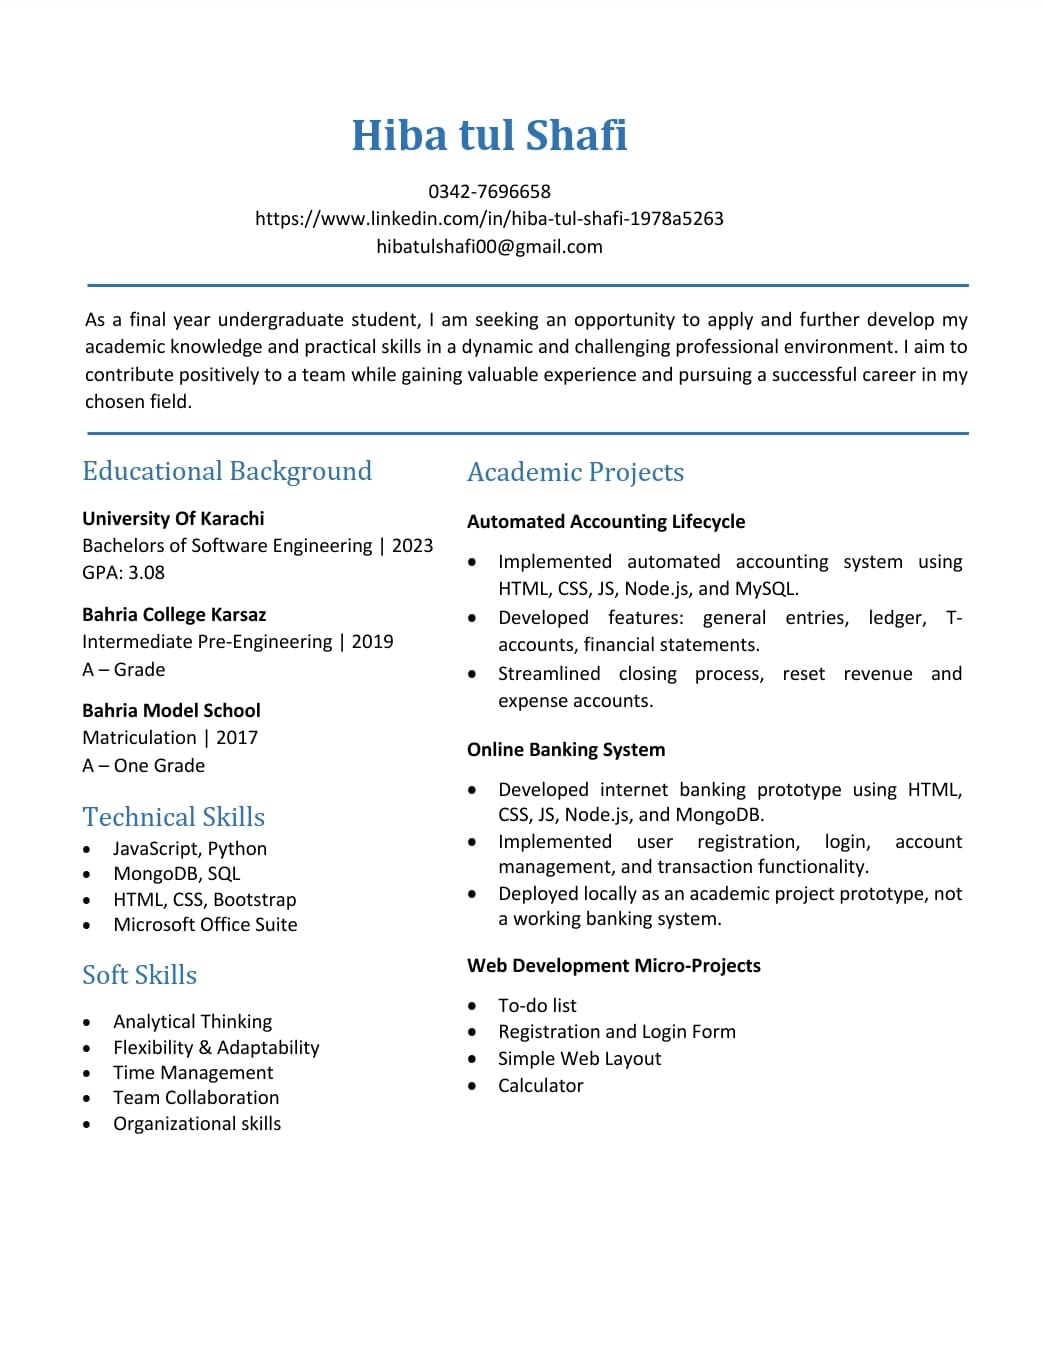 Hiba tul Shafi
0342-7696658
https://www.linkedin.com/in/hiba-tul-shafi-1978a5263
hibatulshafi00@gmail.com
As a final year undergraduate student, I am seeking an opportunity to apply and further develop my
academic knowledge and practical skills in a dynamic and challenging professional environment. I aim to
contribute positively to a team while gaining valuable experience and pursuing a successful career in my
chosen field.
Educational Background
University Of Karachi
Bachelors of Software Engineering | 2023
GPA: 3.08
Bahria College Karsaz
Intermediate Pre-Engineering | 2019
A – Grade
Bahria Model School
Matriculation | 2017
A – One Grade
Technical Skills
• JavaScript, Python
• MongoDB, SQL
• HTML, CSS, Bootstrap
• Microsoft Office Suite
Soft Skills
• Analytical Thinking
• Flexibility & Adaptability
• Time Management
• Team Collaboration
• Organizational skills
Academic Projects
Automated Accounting Lifecycle
• Implemented automated accounting system using
HTML, CSS, JS, Node.js, and MySQL.
• Developed features: general entries, ledger, T-
accounts, financial statements.
• Streamlined closing process, reset revenue and
expense accounts.
Online Banking System
• Developed internet banking prototype using HTML,
CSS, JS, Node.js, and MongoDB.
• Implemented user registration, login, account
management, and transaction functionality.
• Deployed locally as an academic project prototype, not
a working banking system.
Web Development Micro-Projects
• To-do list
• Registration and Login Form
• Simple Web Layout
• Calculator